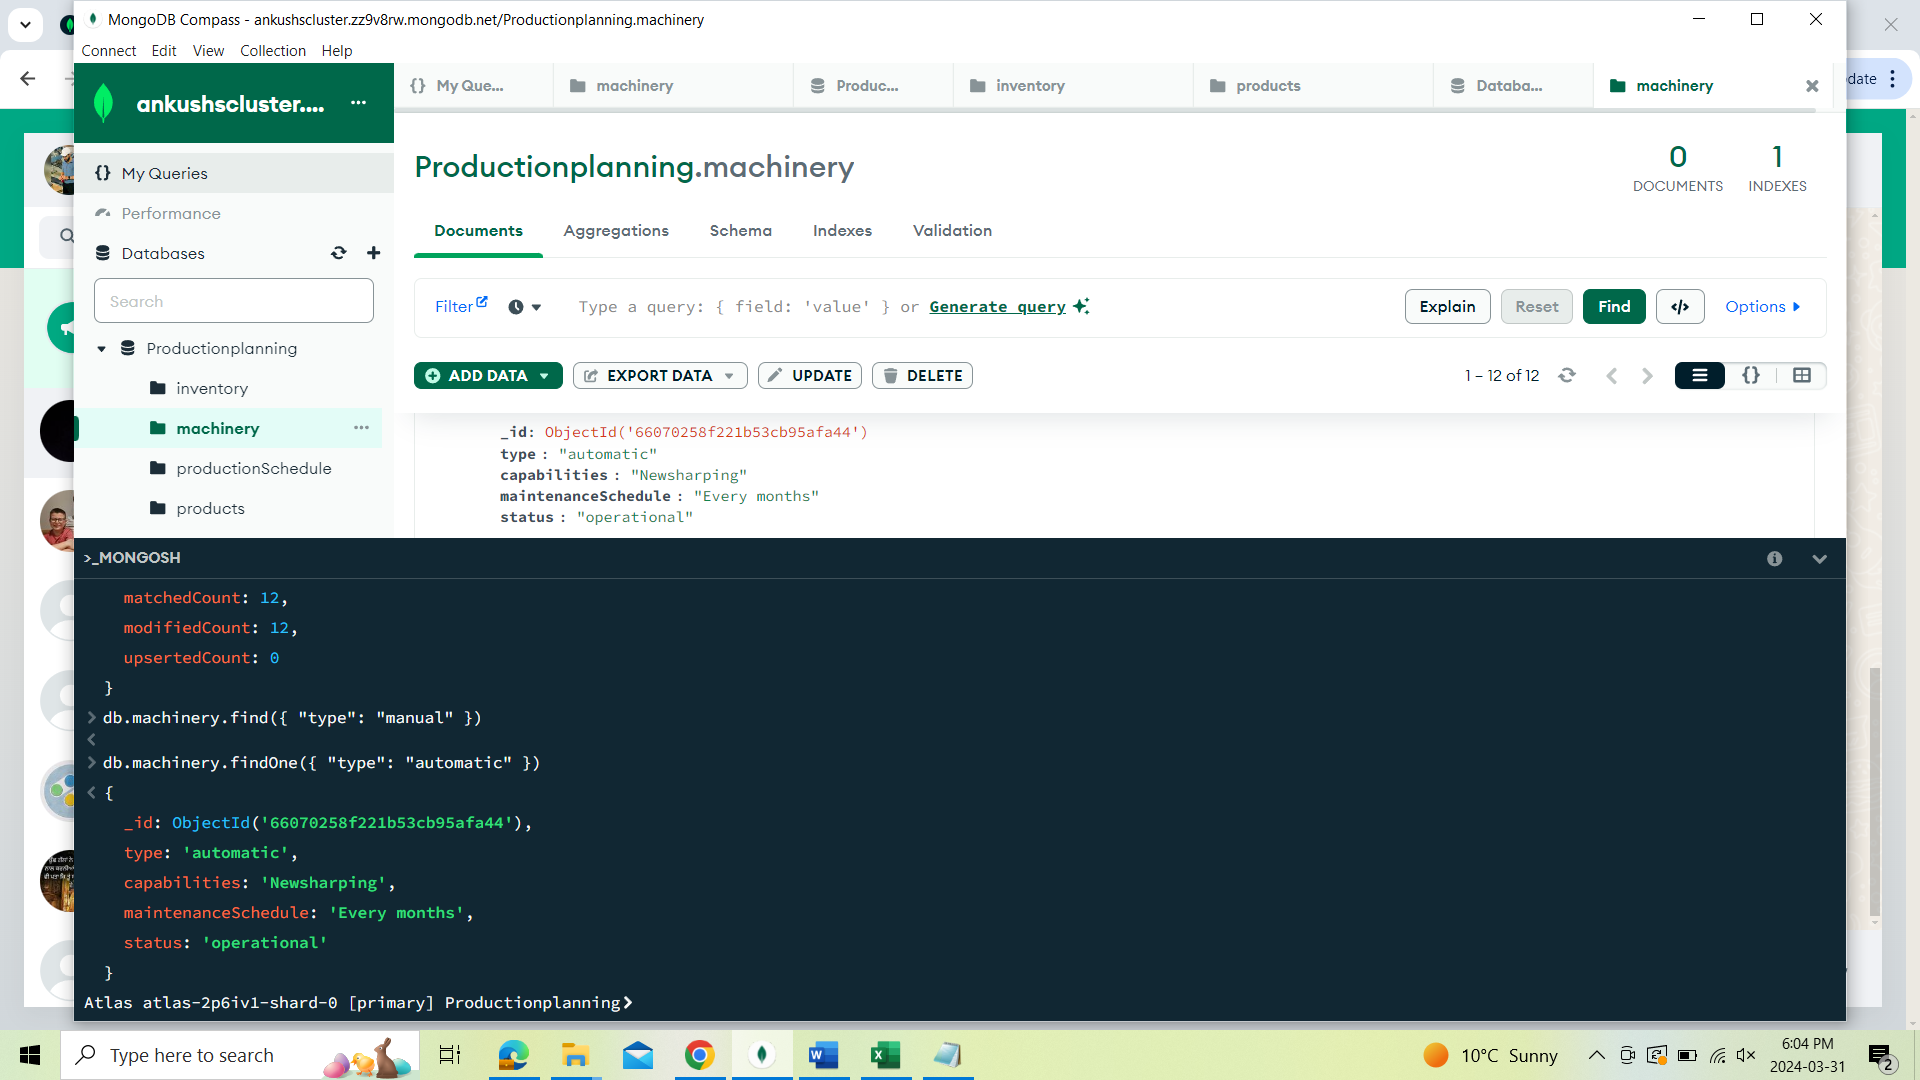 MongoDB Compass - ankushscluster.zz9v8rw.mongodb.net/Productionplanning.machinery
Connect Edit View Collection Help
ankushscluster.... ...
{} My Que...
machinery
Produc...
inventory
products
Databa...
machinery
date
{} My Queries
Performance
Databases
Search
Productionplanning
inventory
machinery
productionSchedule
products
Productionplanning.machinery
0
DOCUMENTS
1
INDEXES
Documents Aggregations Schema Indexes Validation
Filter Type a query: { field: 'value' } or Generate query Explain Reset Find </> Options
ADD DATA EXPORT DATA UPDATE DELETE 1 – 12 of 12 {}
_id: ObjectId('66070258f221b53cb95afa44')
type : "automatic"
capabilities : "Newsharping"
maintenanceSchedule : "Every months"
status : "operational"
>_MONGOSH
matchedCount: 12,
modifiedCount: 12,
upsertedCount: 0
}
> db.machinery.find({ "type": "manual" })
<
> db.machinery.findOne({ "type": "automatic" })
< {
_id: ObjectId('66070258f221b53cb95afa44'),
type: 'automatic',
capabilities: 'Newsharping',
maintenanceSchedule: 'Every months',
status: 'operational'
}
Atlas atlas-2p6iv1-shard-0 [primary] Productionplanning>
Type here to search
10°C Sunny
6:04 PM
2024-03-31
2